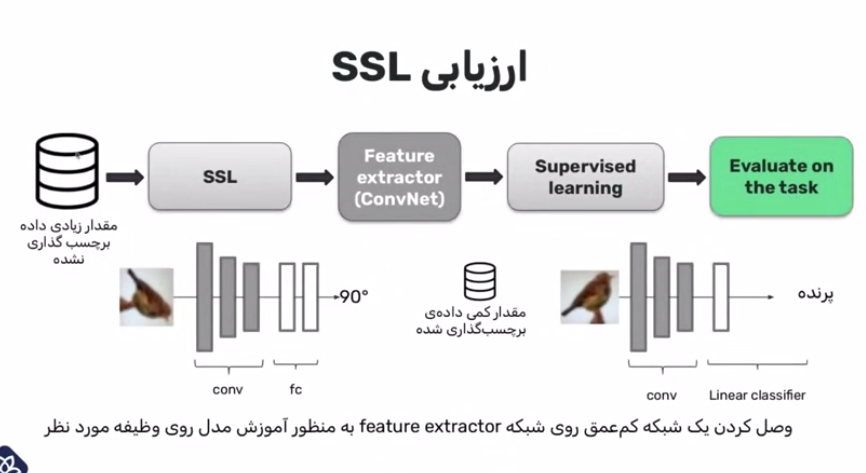 ارزیابی SSL
SSL
Feature
extractor
(ConvNet)
Supervised
learning
Evaluate on
the task
مقدار زیادی داده
برچسب گذاری
نشده
90°
conv
fc
مقدار کمی داده‌ی
برچسب‌گذاری شده
پرنده
conv
Linear classifier
وصل کردن یک شبکه کم‌عمق روی شبکه feature extractor به منظور آموزش مدل روی وظیفه مورد نظر